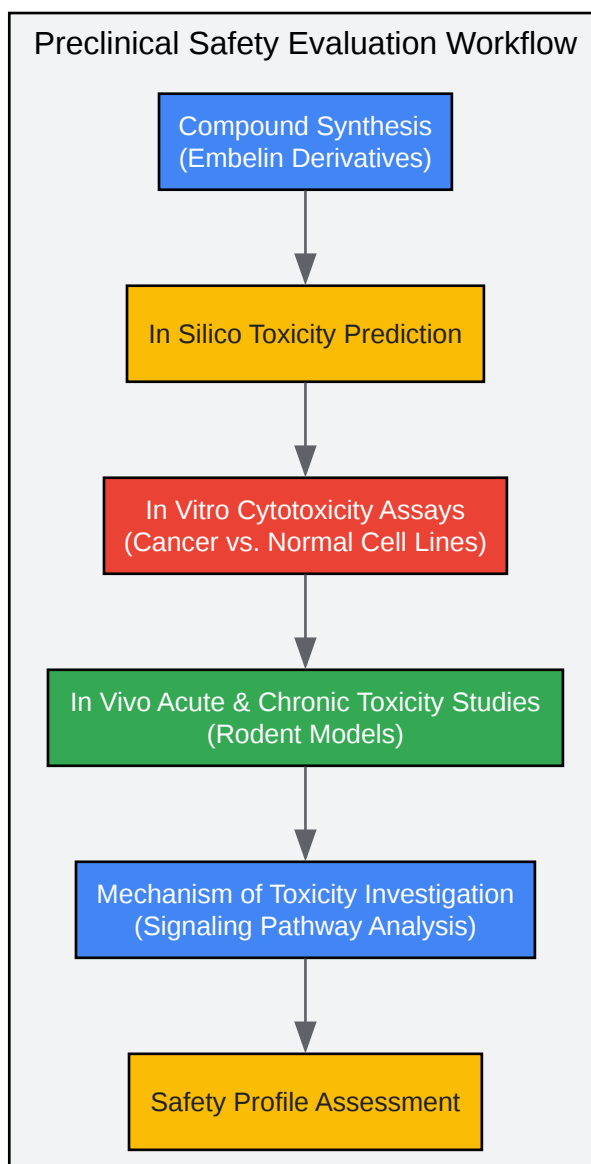 Preclinical Safety Evaluation Workflow
Compound Synthesis
(Embelin Derivatives)
In Silico Toxicity Prediction
In Vitro Cytotoxicity Assays
(Cancer vs. Normal Cell Lines)
In Vivo Acute & Chronic Toxicity Studies
(Rodent Models)
Mechanism of Toxicity Investigation
(Signaling Pathway Analysis)
Safety Profile Assessment